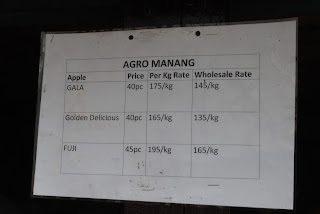 AGRO MANANG
Apple Price Per Kg Rate Wholesale Rate
GALA 40pc 175/kg 145/kg
Golden Delicious 40pc 165/kg 135/kg
FUJI 45pc 195/kg 165/kg